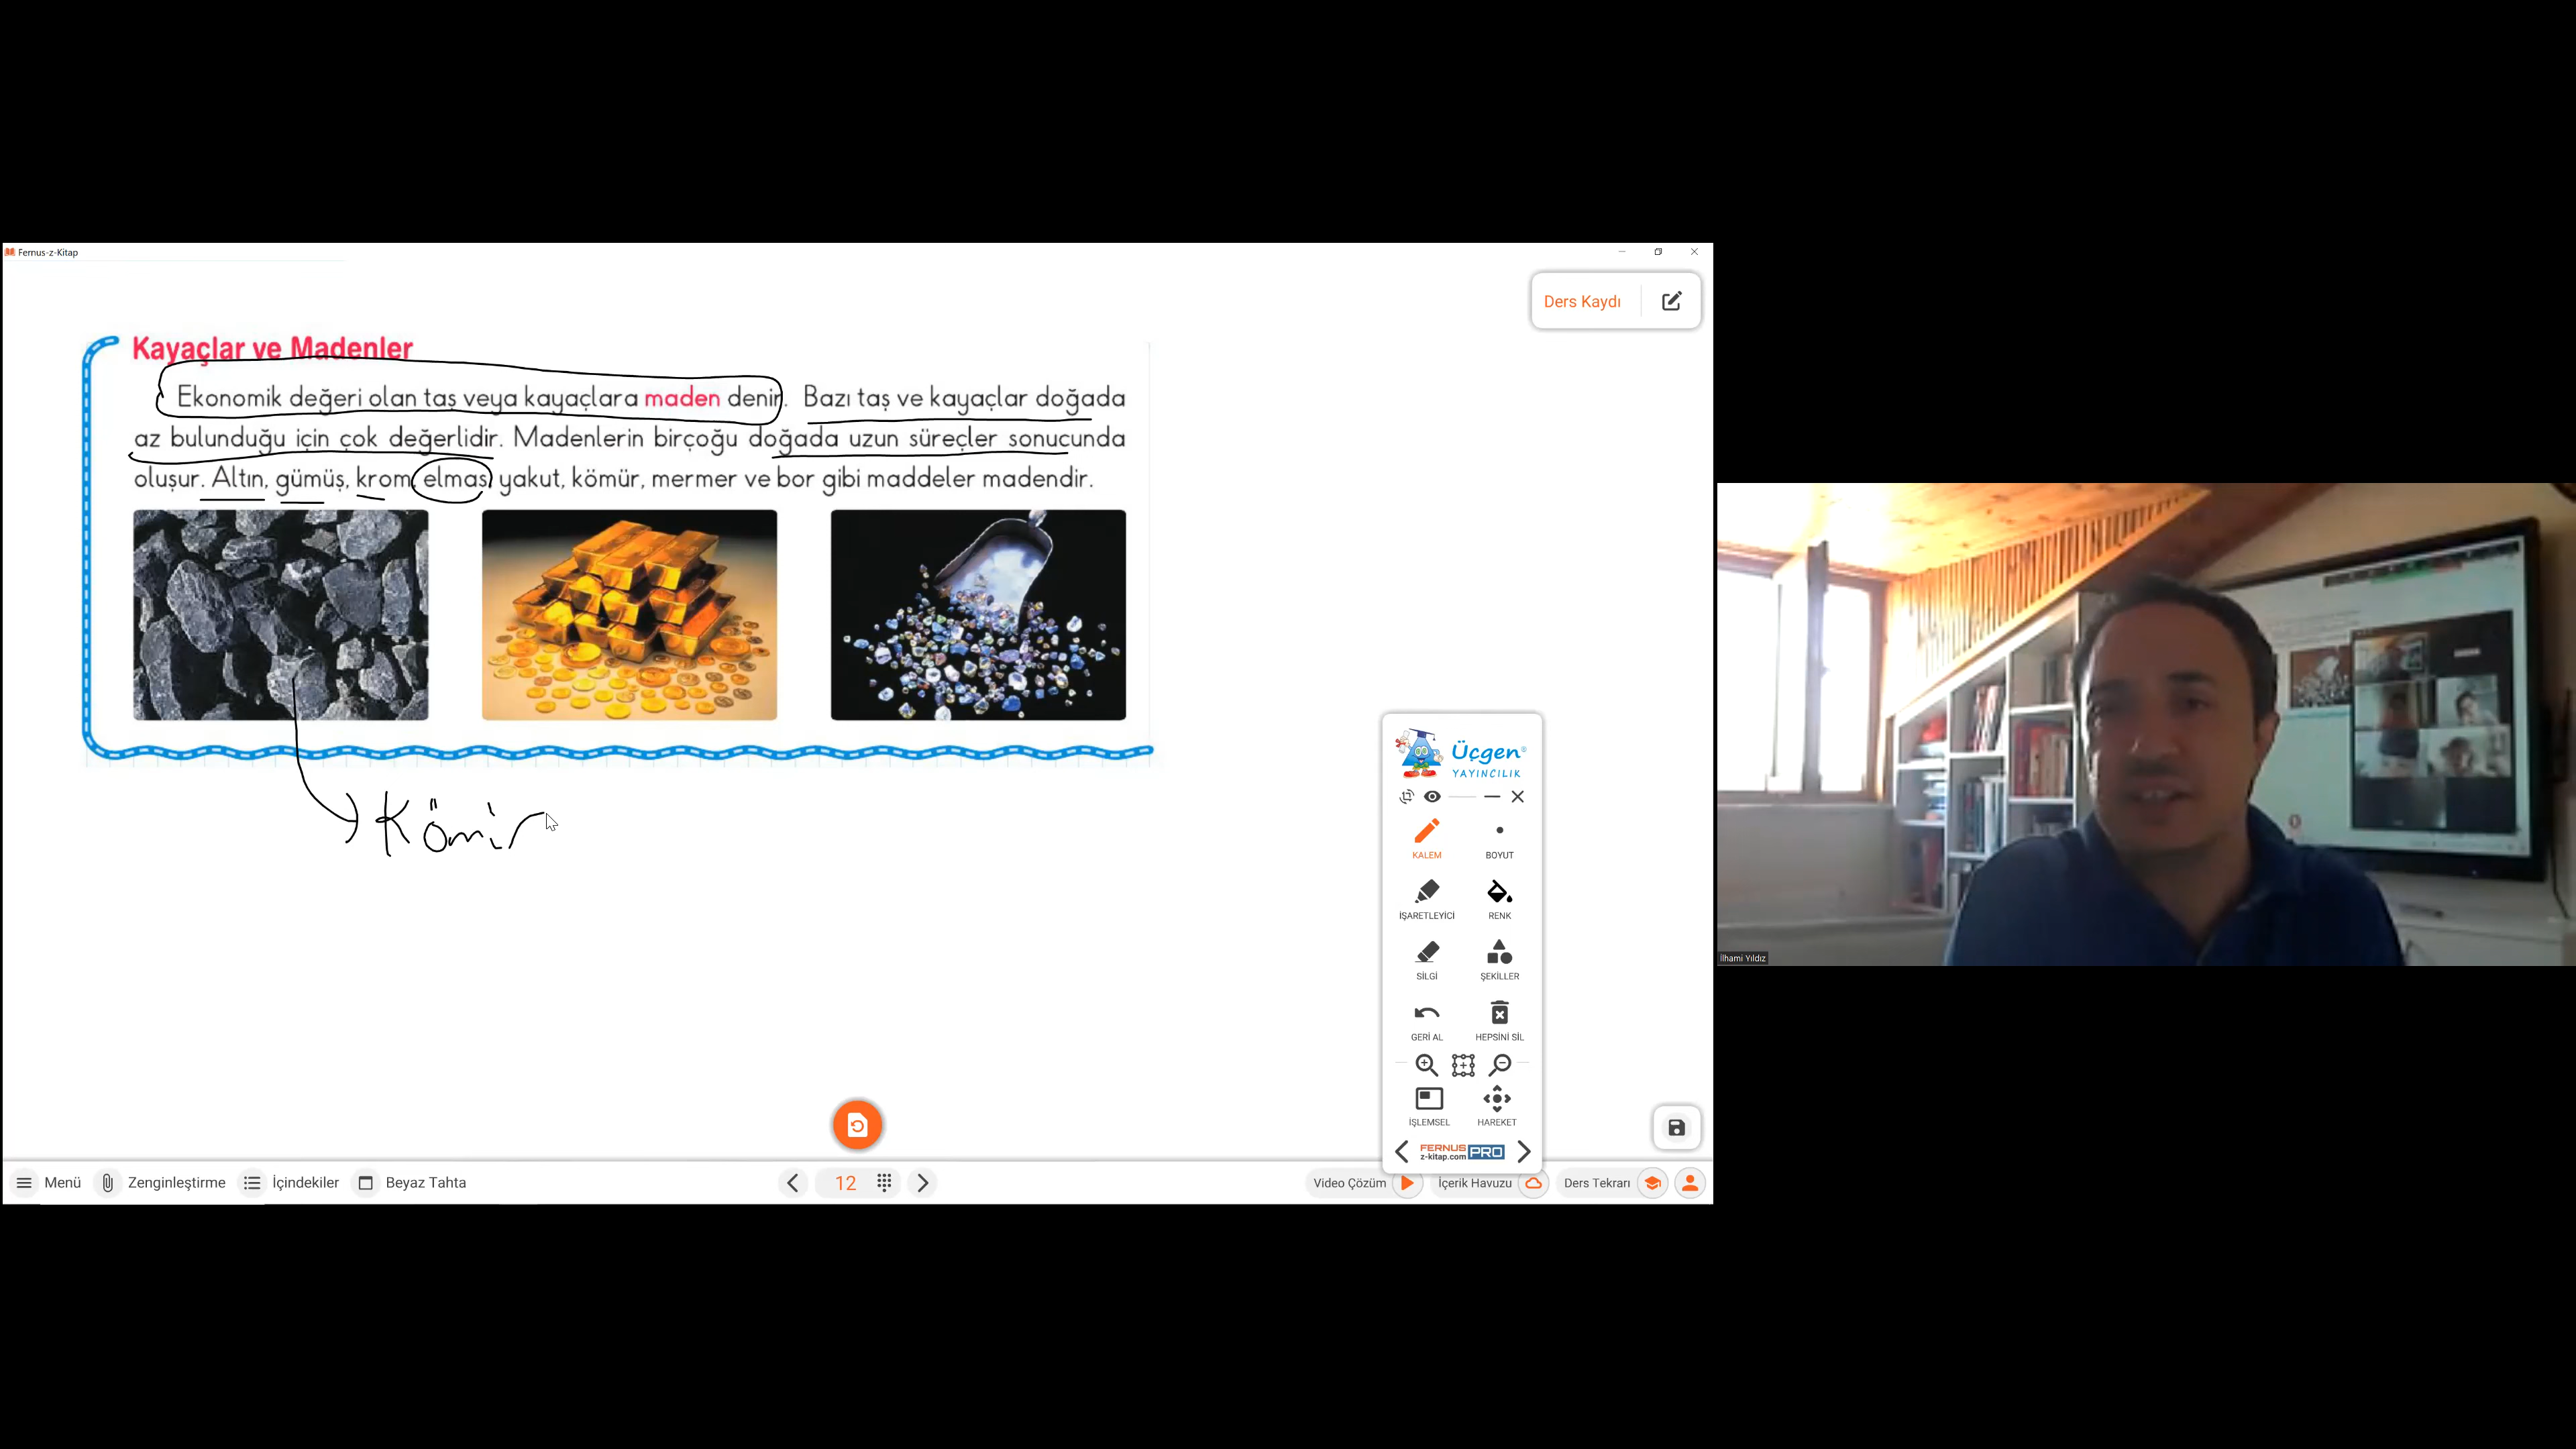 Fernus-z-Kitap
Ders Kaydı
Kayaçlar ve Madenler
Ekonomik değeri olan taş veya kayaçlara maden denir. Bazı taş ve kayaçlar doğada
az bulunduğu için çok değerlidir. Madenlerin birçoğu doğada uzun süreçler sonucunda
oluşur. Altın, gümüş, krom, elmas, yakut, kömür, mermer ve bor gibi maddeler madendir.
Kömir
Üçgen
YAYINCILIK
KALEM
BOYUT
İŞARETLEYİCİ
RENK
SİLGİ
ŞEKİLLER
GERİ AL
HEPSİNİ SİL
İŞLEMSEL
HAREKET
FERNUS PRO
z-kitap.com
Menü
Zenginleştirme
İçindekiler
Beyaz Tahta
12
Video Çözüm
İçerik Havuzu
Ders Tekrarı
İlhami Yıldız